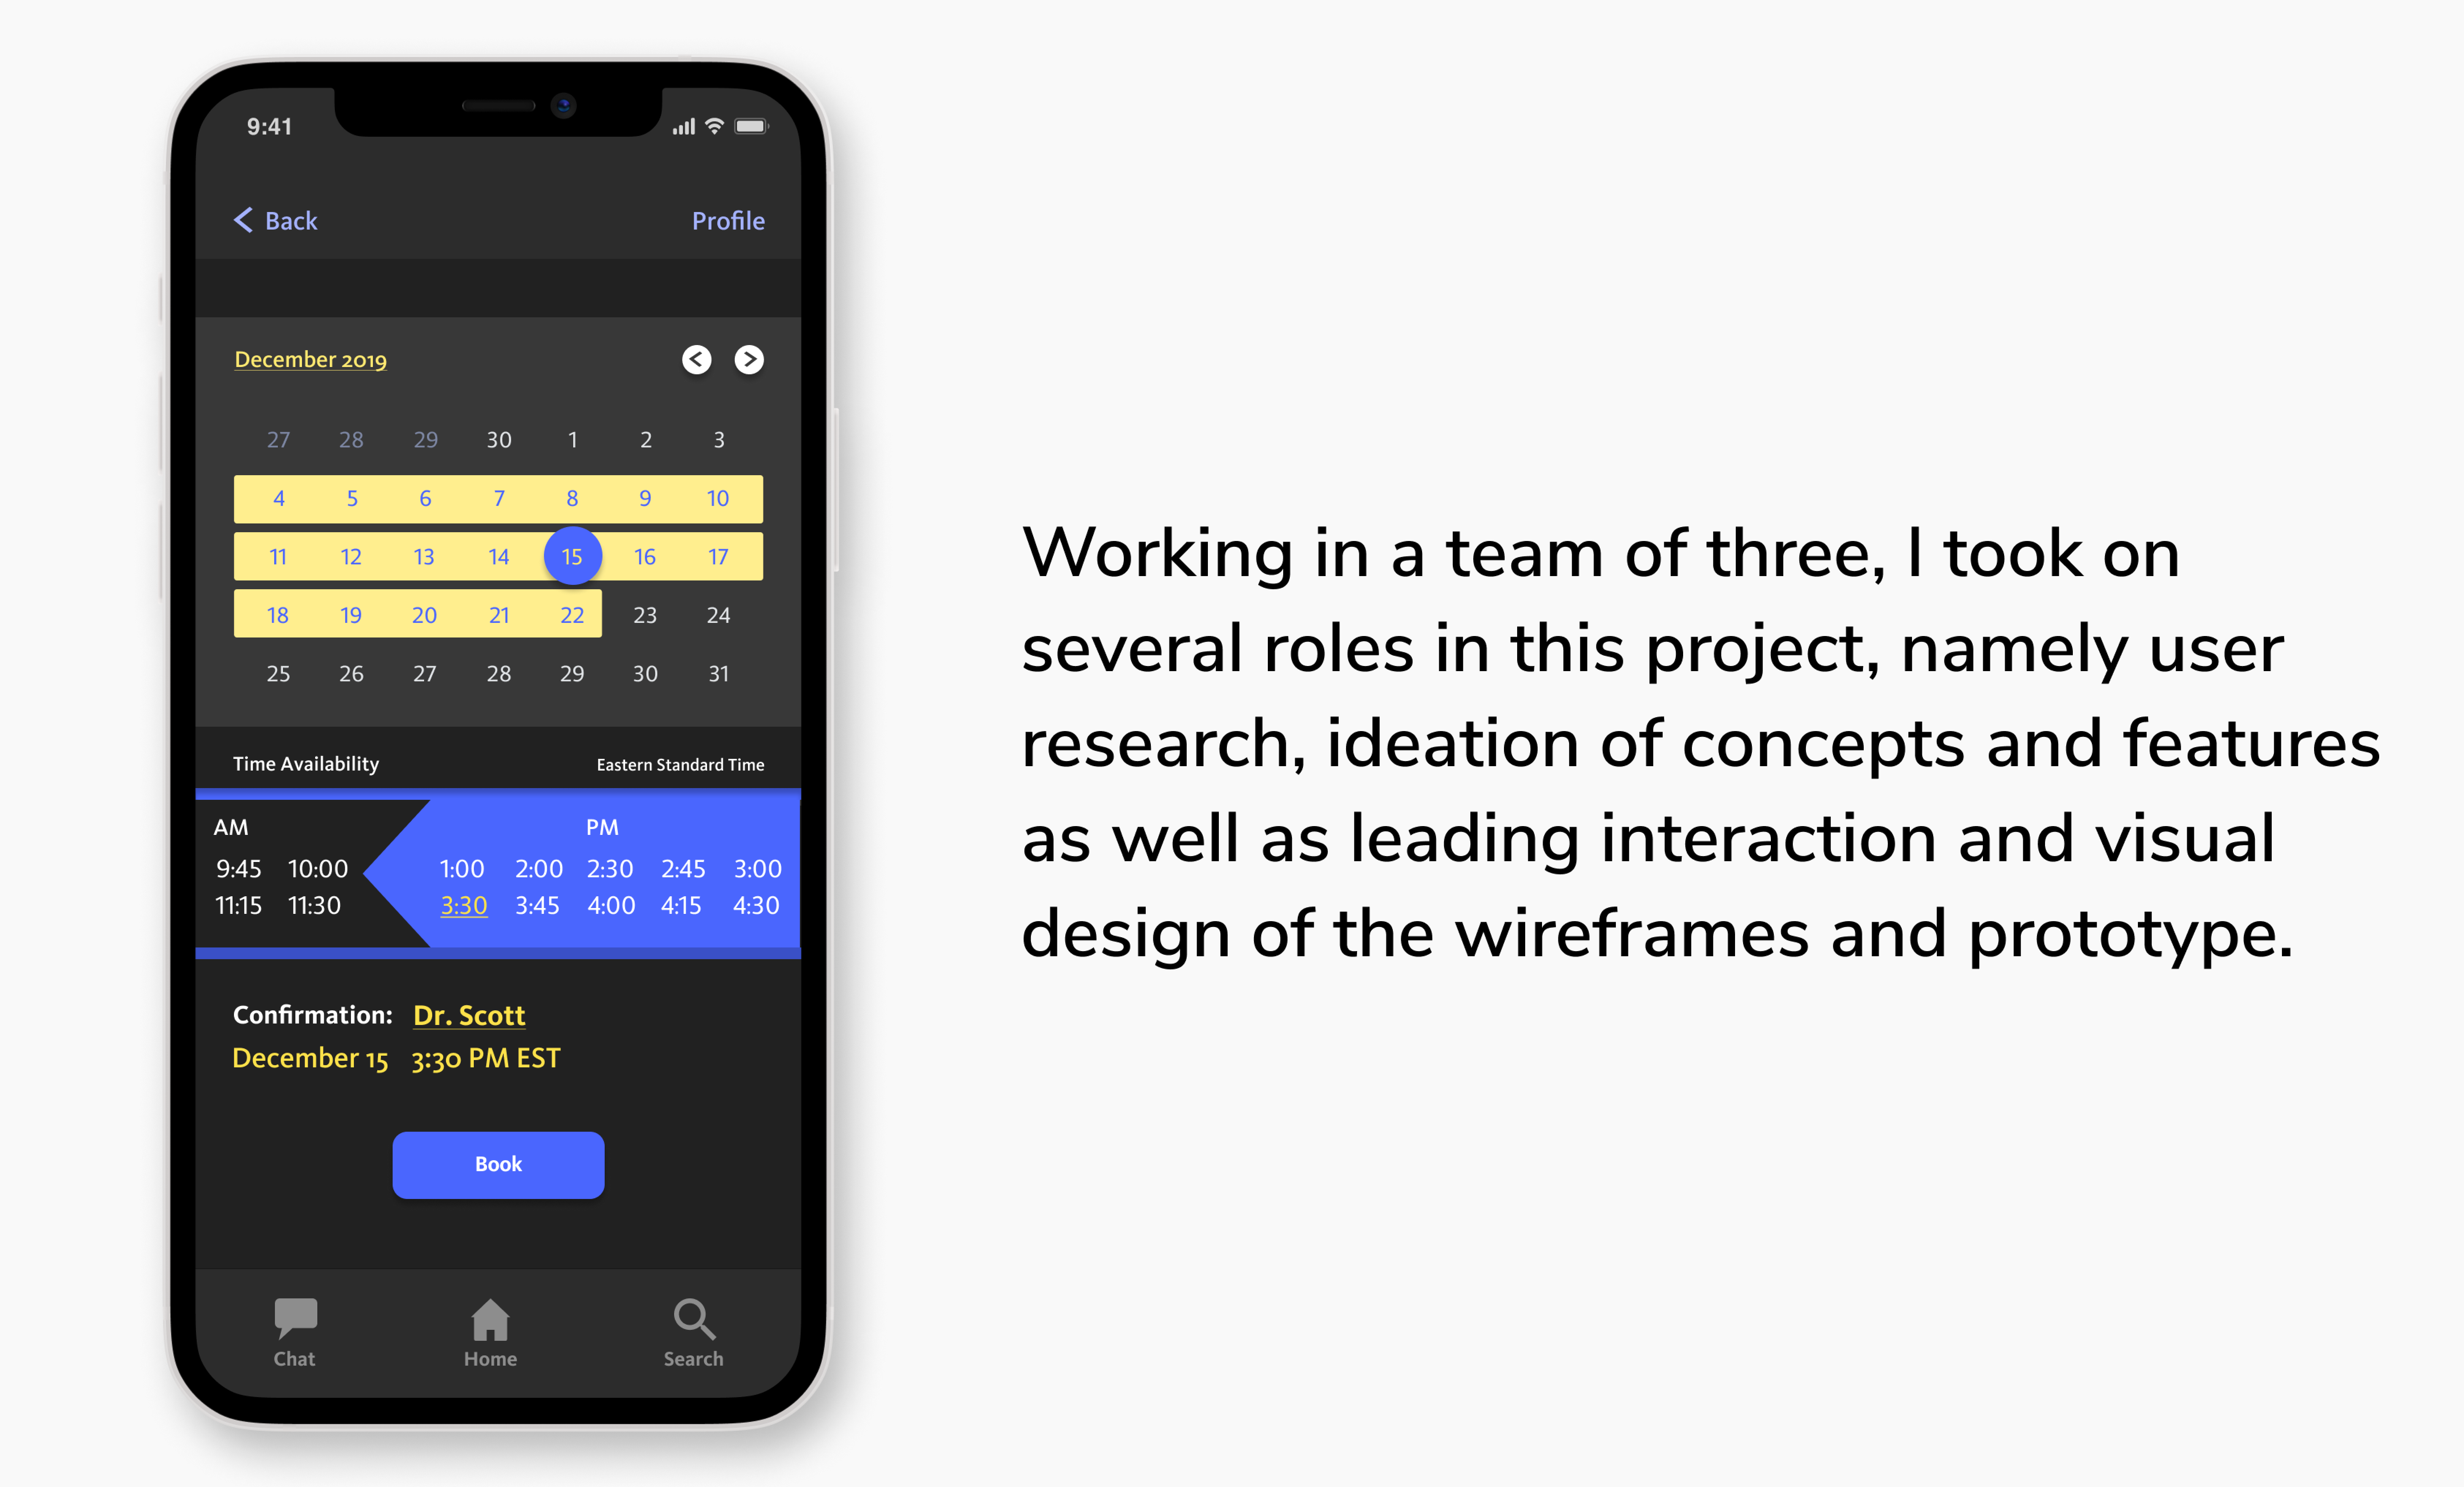 9:41
Back Profile
December 2019
27 28 29 30 1 2 3
4 5 6 7 8 9 10
11 12 13 14 15 16 17
18 19 20 21 22 23 24
25 26 27 28 29 30 31
Time Availability Eastern Standard Time
AM PM
9:45 10:00 1:00 2:00 2:30 2:45 3:00
11:15 11:30 3:30 3:45 4:00 4:15 4:30
Confirmation: Dr. Scott
December 15 3:30 PM EST
Book
Chat Home Search
Working in a team of three, I took on
several roles in this project, namely user
research, ideation of concepts and features
as well as leading interaction and visual
design of the wireframes and prototype.